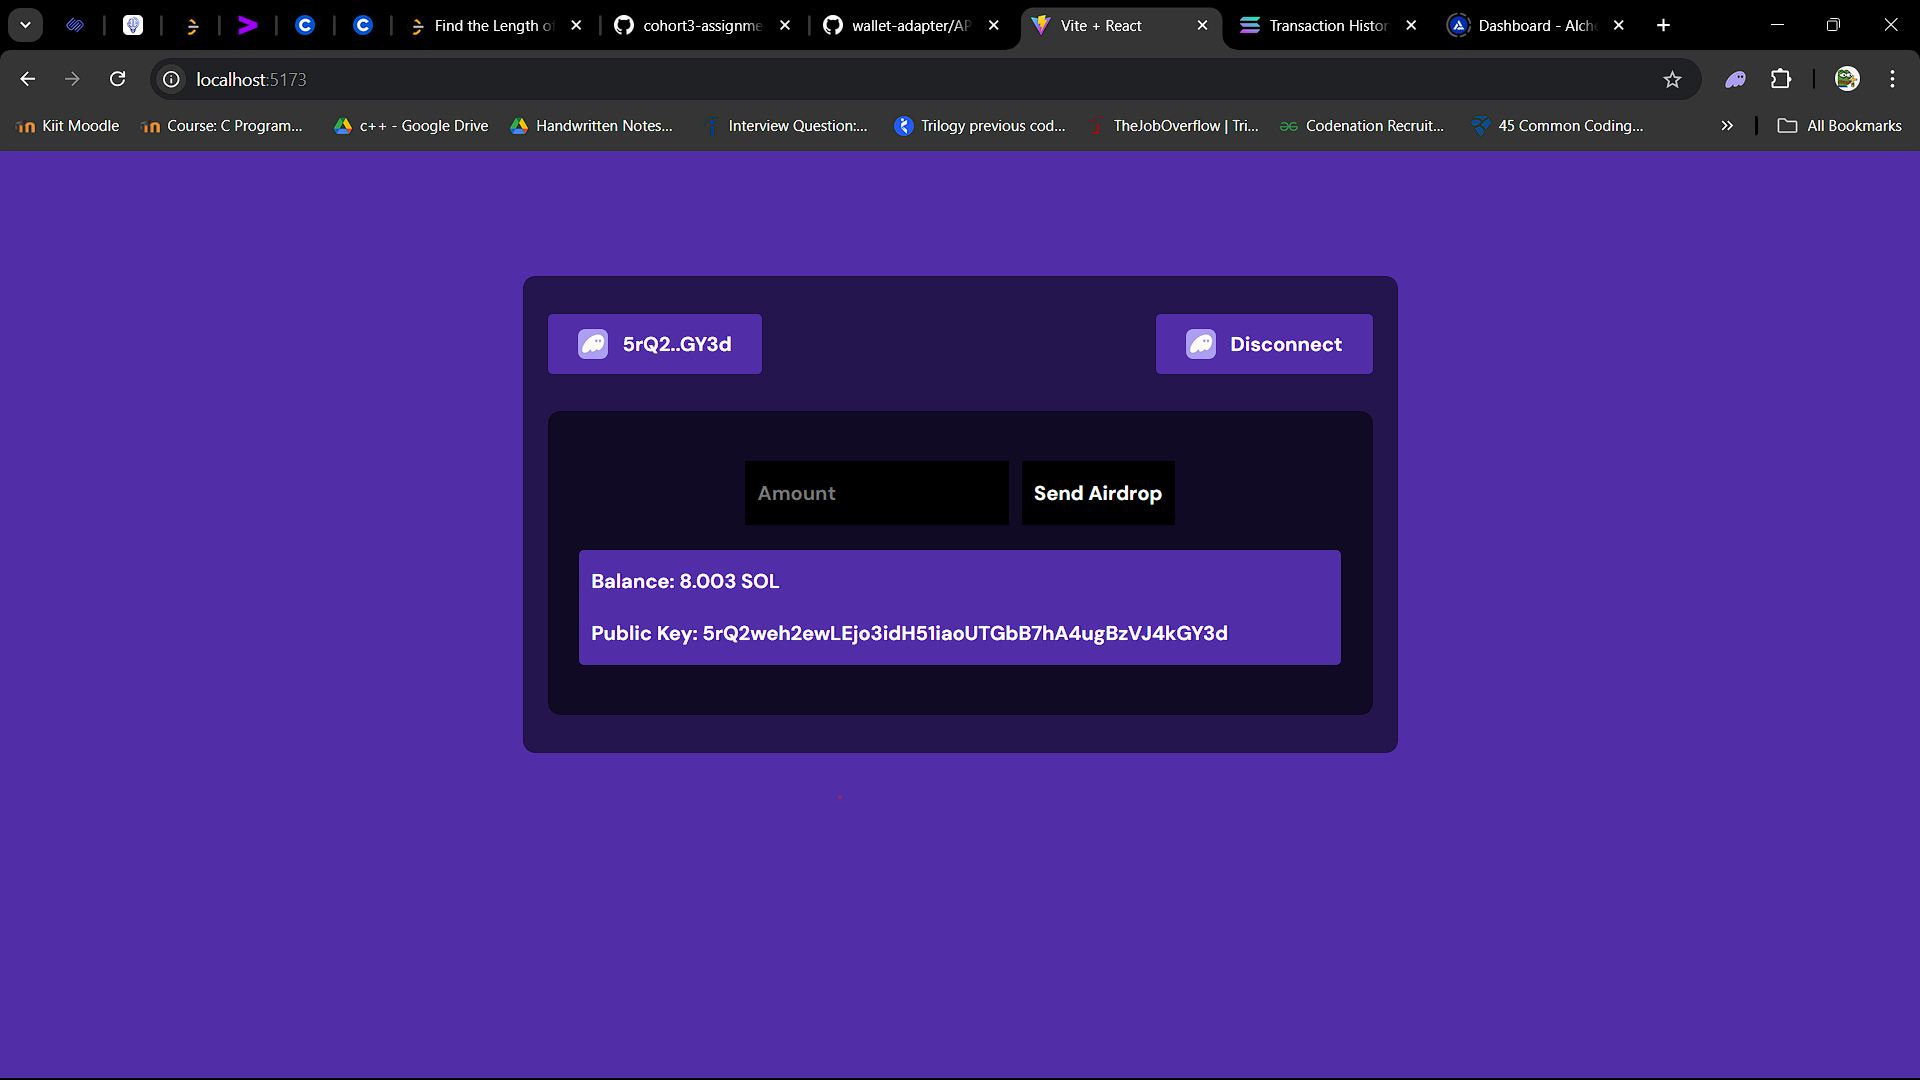 Find the Length of
cohort3-assignme
wallet-adapter/AP
Vite + React
Transaction Histor
Dashboard - Alche
localhost:5173
Kiit Moodle
Course: C Program...
c++ - Google Drive
Handwritten Notes...
Interview Question:...
Trilogy previous cod...
TheJobOverflow | Tri...
Codenation Recruit...
45 Common Coding...
All Bookmarks
5rQ2..GY3d
Disconnect
Amount
Send Airdrop
Balance: 8.003 SOL
Public Key: 5rQ2weh2ewLEjo3idH51iaoUTGbB7hA4ugBzVJ4kGY3d